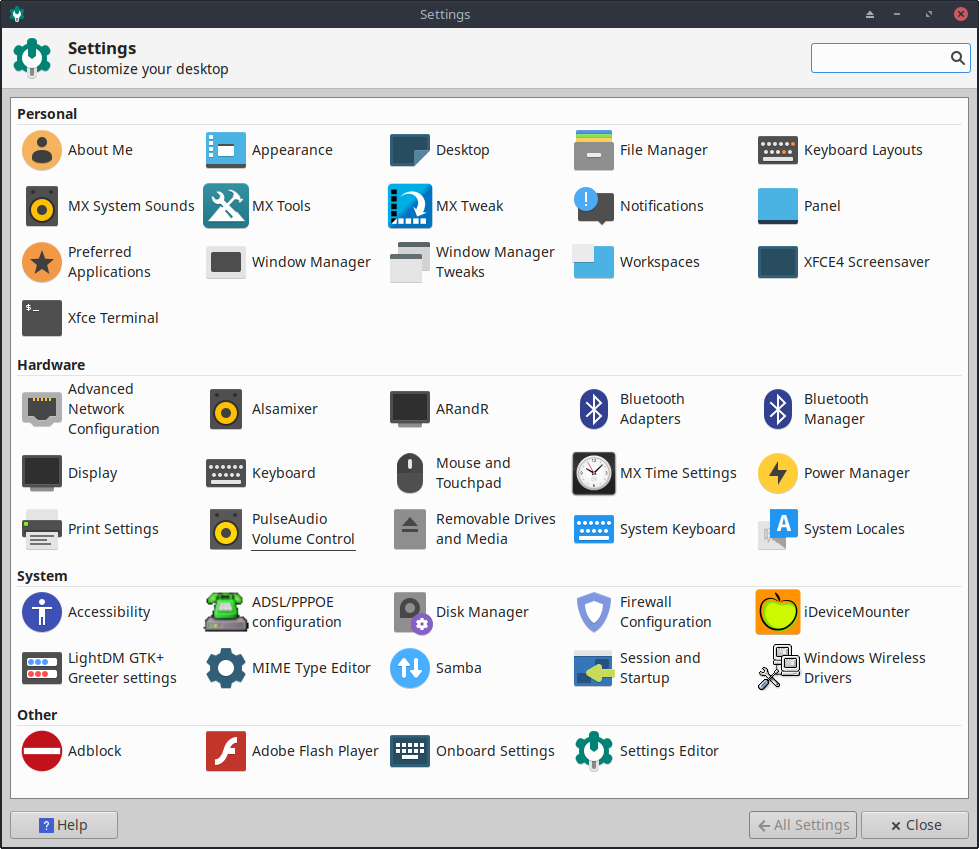 Settings
Settings
Customize your desktop
Personal
About Me
Appearance
Desktop
File Manager
Keyboard Layouts
MX System Sounds
MX Tools
MX Tweak
Notifications
Panel
Preferred
Applications
Window Manager
Window Manager
Tweaks
Workspaces
XFCE4 Screensaver
$_
Xfce Terminal
Hardware
Advanced
Network
Configuration
Alsamixer
ARandR
Bluetooth
Adapters
Bluetooth
Manager
Display
Keyboard
Mouse and
Touchpad
MX Time Settings
Power Manager
Print Settings
PulseAudio
Volume Control
Removable Drives
and Media
System Keyboard
A
System Locales
System
Accessibility
ADSL/PPPOE
configuration
Disk Manager
Firewall
Configuration
iDeviceMounter
LightDM GTK+
Greeter settings
MIME Type Editor
Samba
Session and
Startup
Windows Wireless
Drivers
Other
Adblock
Adobe Flash Player
Onboard Settings
Settings Editor
? Help
All Settings
Close